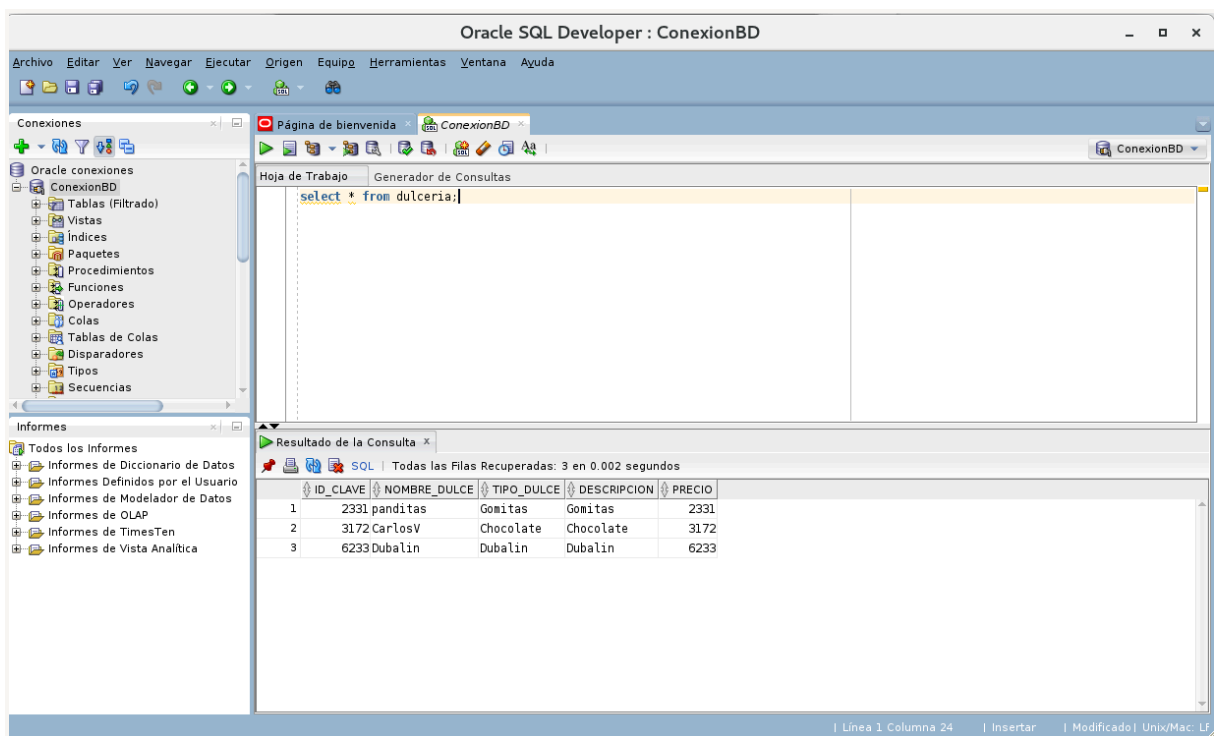 Oracle SQL Developer : ConexionBD
Archivo Editar Ver Navegar Ejecutar Origen Equipo Herramientas Ventana Ayuda
Conexiones
Oracle conexiones
ConexionBD
Tablas (Filtrado)
Vistas
Índices
Paquetes
Procedimientos
Funciones
Operadores
Colas
Tablas de Colas
Disparadores
Tipos
Secuencias
Informes
Todos los Informes
Informes de Diccionario de Datos
Informes Definidos por el Usuario
Informes de Modelador de Datos
Informes de OLAP
Informes de TimesTen
Informes de Vista Analítica
Página de bienvenida ConexionBD
ConexionBD
Hoja de Trabajo Generador de Consultas
select * from dulceria;
Resultado de la Consulta x
SQL | Todas las Filas Recuperadas: 3 en 0.002 segundos
ID_CLAVE NOMBRE_DULCE TIPO_DULCE DESCRIPCION PRECIO
1 2331 panditas Gomitas Gomitas 2331
2 3172 CarlosV Chocolate Chocolate 3172
3 6233 Dubalin Dubalin Dubalin 6233
| Línea 1 Columna 24 | Insertar | Modificado | Unix/Mac: LF